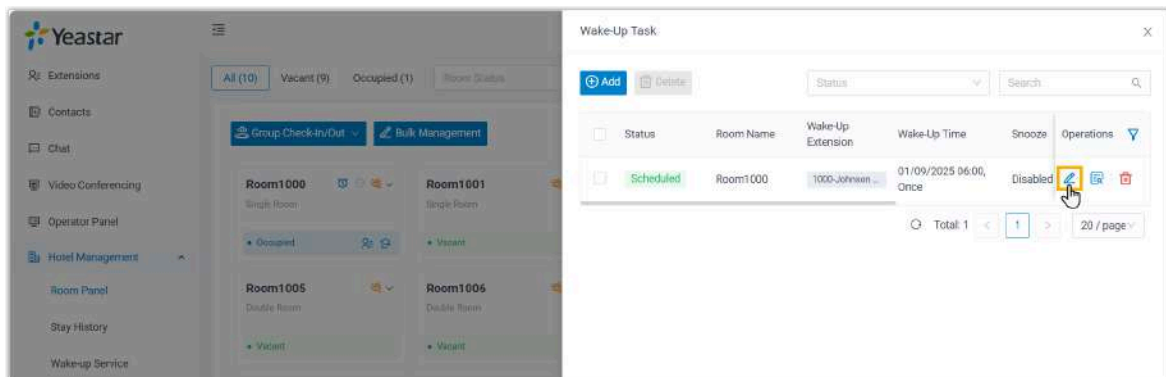 Yeastar
Extensions
Contacts
Chat
Video Conferencing
Operator Panel
Hotel Management
Room Panel
Stay History
Wake-up Service
All (10) Vacant (9) Occupied (1) Room Status
Group Check-In/Out Bulk Management
Room1000 Room1001
Single Room Single Room
Occupied Vacant
Room1005 Room1006
Double Room Double Room
Vacant Vacant
Wake-Up Task
Add Delete Status Search
Status Room Name Wake-Up Extension Wake-Up Time Snooze Operations
Scheduled Room1000 1000-Johnson ... 01/09/2025 06:00, Once Disabled
Total: 1 < 1 > 20 / page